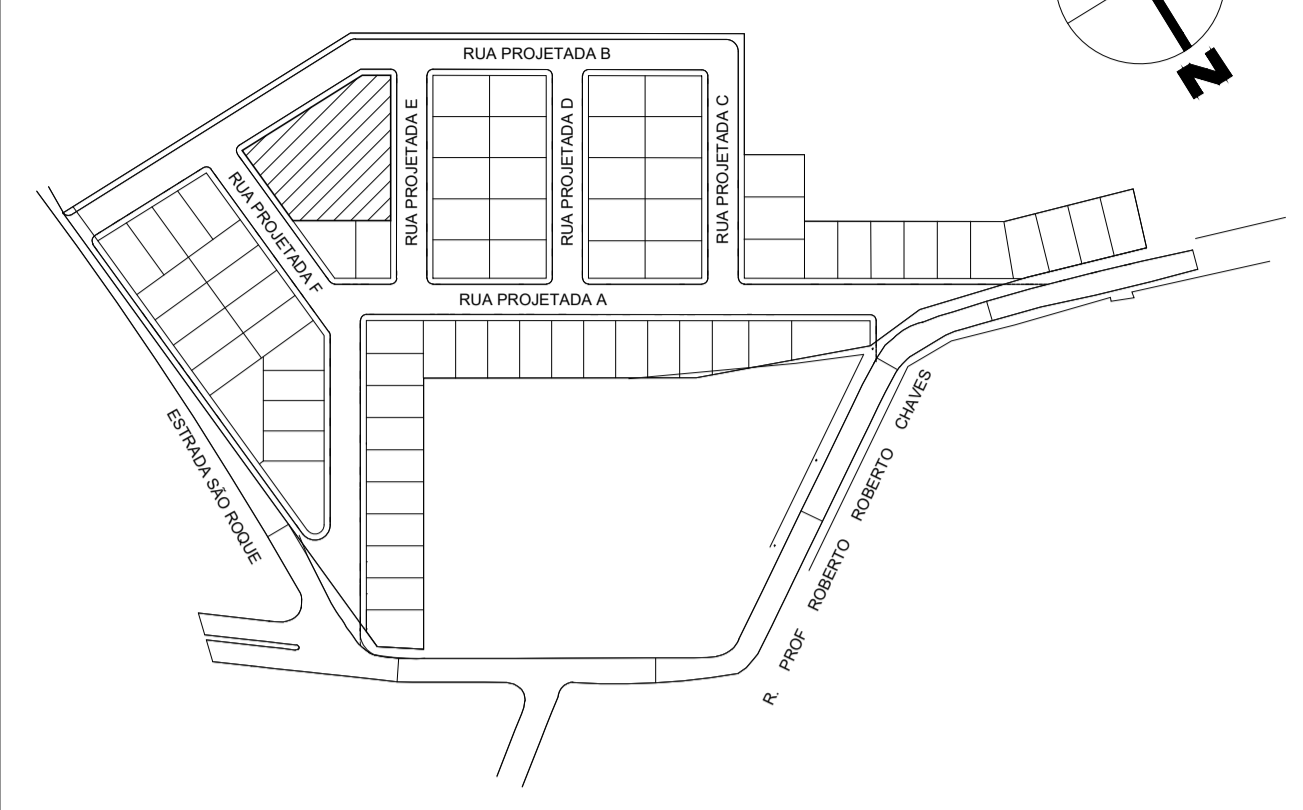 RUA PROJETADA B
N
RUA PROJETADA E
RUA PROJETADA D
RUA PROJETADA C
RUA PROJETADA F
RUA PROJETADA A
ESTRADA SÃO ROQUE
R. PROF ROBERTO ROBERTO CHAVES